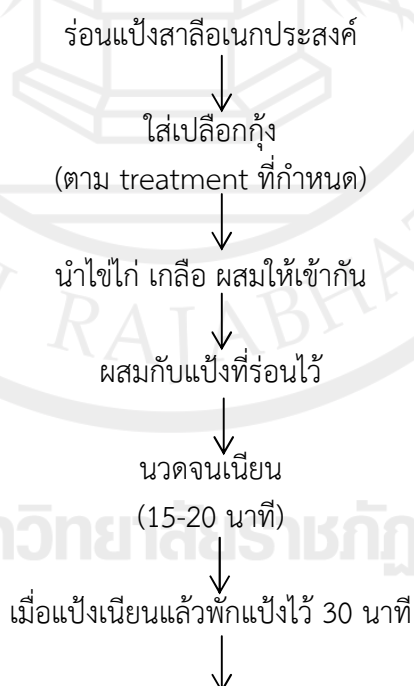 ร่อนแป้งสาลีอเนกประสงค์
ใส่เปลือกกุ้ง
(ตาม treatment ที่กำหนด)
นำไข่ไก่ เกลือ ผสมให้เข้ากัน
RAJABHAT
ผสมกับแป้งที่ร่อนไว้
นวดจนเนียน
(15-20 นาที)
เมื่อแป้งเนียนแล้วพักแป้งไว้ 30 นาที